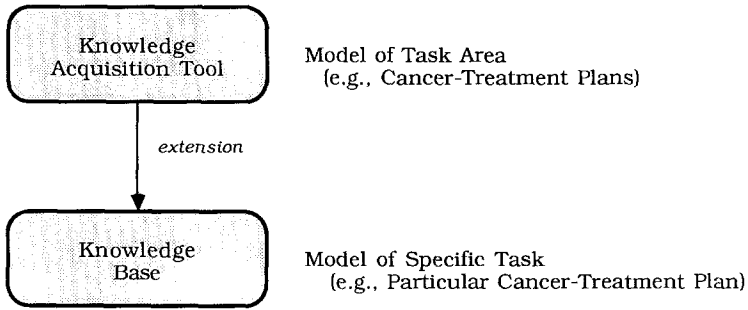 Knowledge
Acquisition Tool
Model of Task Area
(e.g., Cancer-Treatment Plans)
extension
Knowledge
Base
Model of Specific Task
(e.g., Particular Cancer-Treatment Plan)